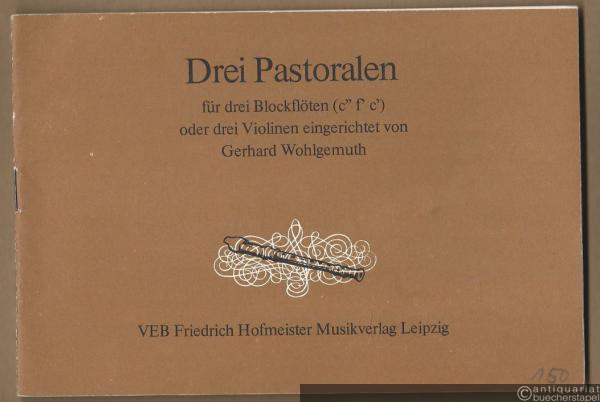 Drei Pastoralen
für drei Blockflöten (c" f' c')
oder drei Violinen eingerichtet von
Gerhard Wohlgemuth
VEB Friedrich Hofmeister Musikverlag Leipzig
150
antiquariat
buecherstapel